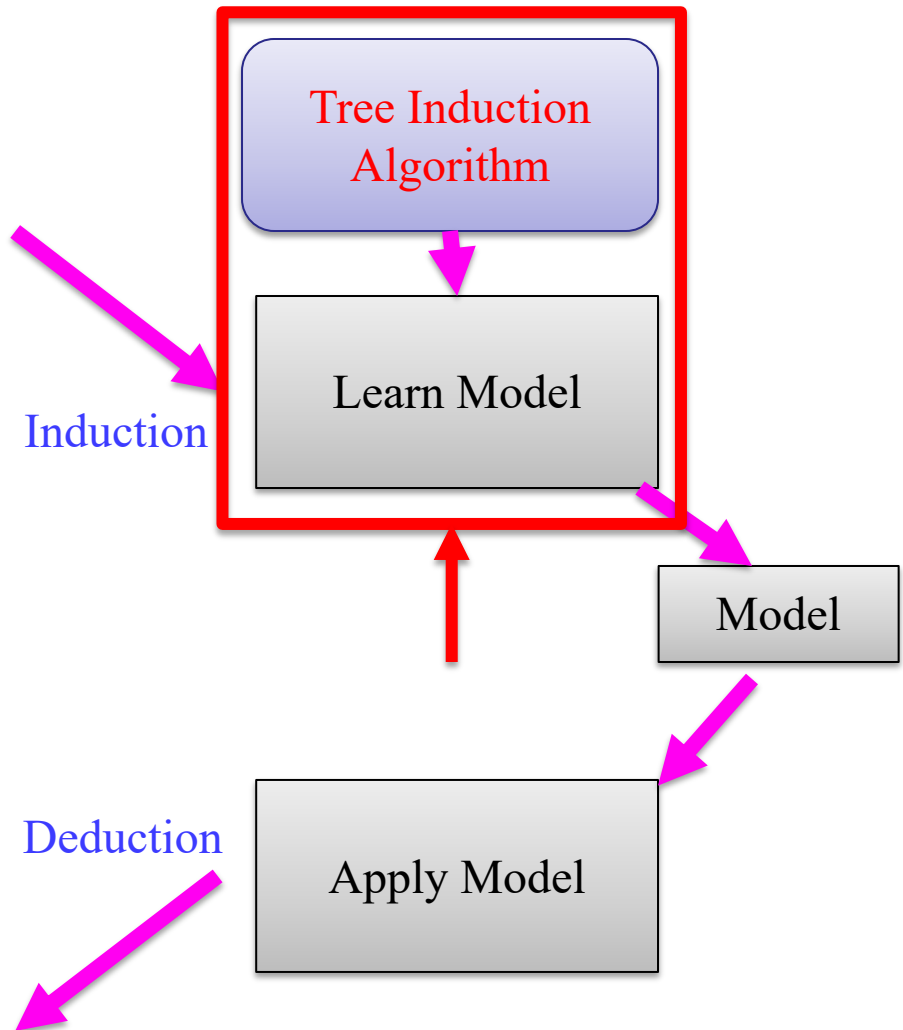 Tree Induction
Algorithm
Learn Model
Induction
Model
Deduction
Apply Model